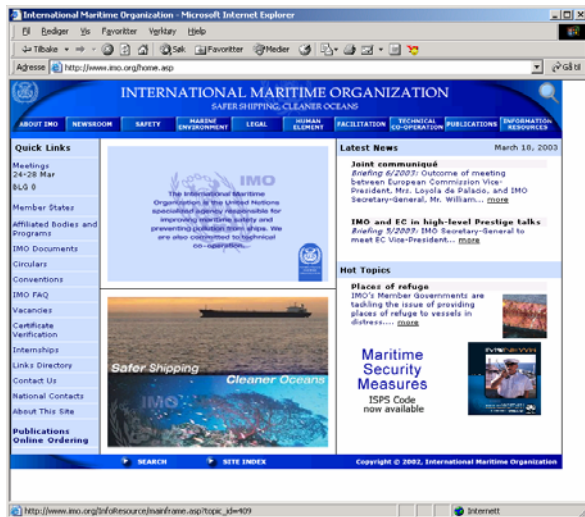 International Maritime Organization - Microsoft Internet Explorer
Fil Rediger Vis Favoritter Verktøy Hjelp
Tilbake Søk Favoritter Medier
Adresse http://www.imo.org/home.asp Gå til
INTERNATIONAL MARITIME ORGANIZATION
SAFER SHIPPING, CLEANER OCEANS
ABOUT IMO NEWSROOM SAFETY MARINE ENVIRONMENT LEGAL HUMAN ELEMENT FACILITATION TECHNICAL CO-OPERATION PUBLICATIONS INFORMATION RESOURCES
Quick Links
Meetings
24-28 Mar
BLG 8
Member States
Affiliated Bodies and
Programs
IMO Documents
Circulars
Conventions
IMO FAQ
Vacancies
Certificate
Verification
Internships
Links Directory
Contact Us
National Contacts
About This Site
Publications
Online Ordering
IMO
The International Maritime
Organization is the United Nations
specialized agency responsible for
improving maritime safety and
preventing pollution from ships. We
are also committed to technical
co-operation.
Safer Shipping
Cleaner Oceans
IMO
Latest News March 18, 2003
Joint communiqué
Briefing 6/2003: Outcome of meeting
between European Commission Vice-
President, Mrs. Loyola de Palacio, and IMO
Secretary-General, Mr. William... more
IMO and EC in high-level Prestige talks
Briefing 5/2003: IMO Secretary-General to
meet EC Vice-President... more
Hot Topics
Places of refuge
IMO's Member Governments are
tackling the issue of providing
places of refuge to vessels in
distress..... more
Maritime
Security
Measures
ISPS Code
now available
SEARCH SITE INDEX Copyright © 2002, International Maritime Organization
http://www.imo.org/InfoResource/mainframe.asp?topic_id=409 Internett